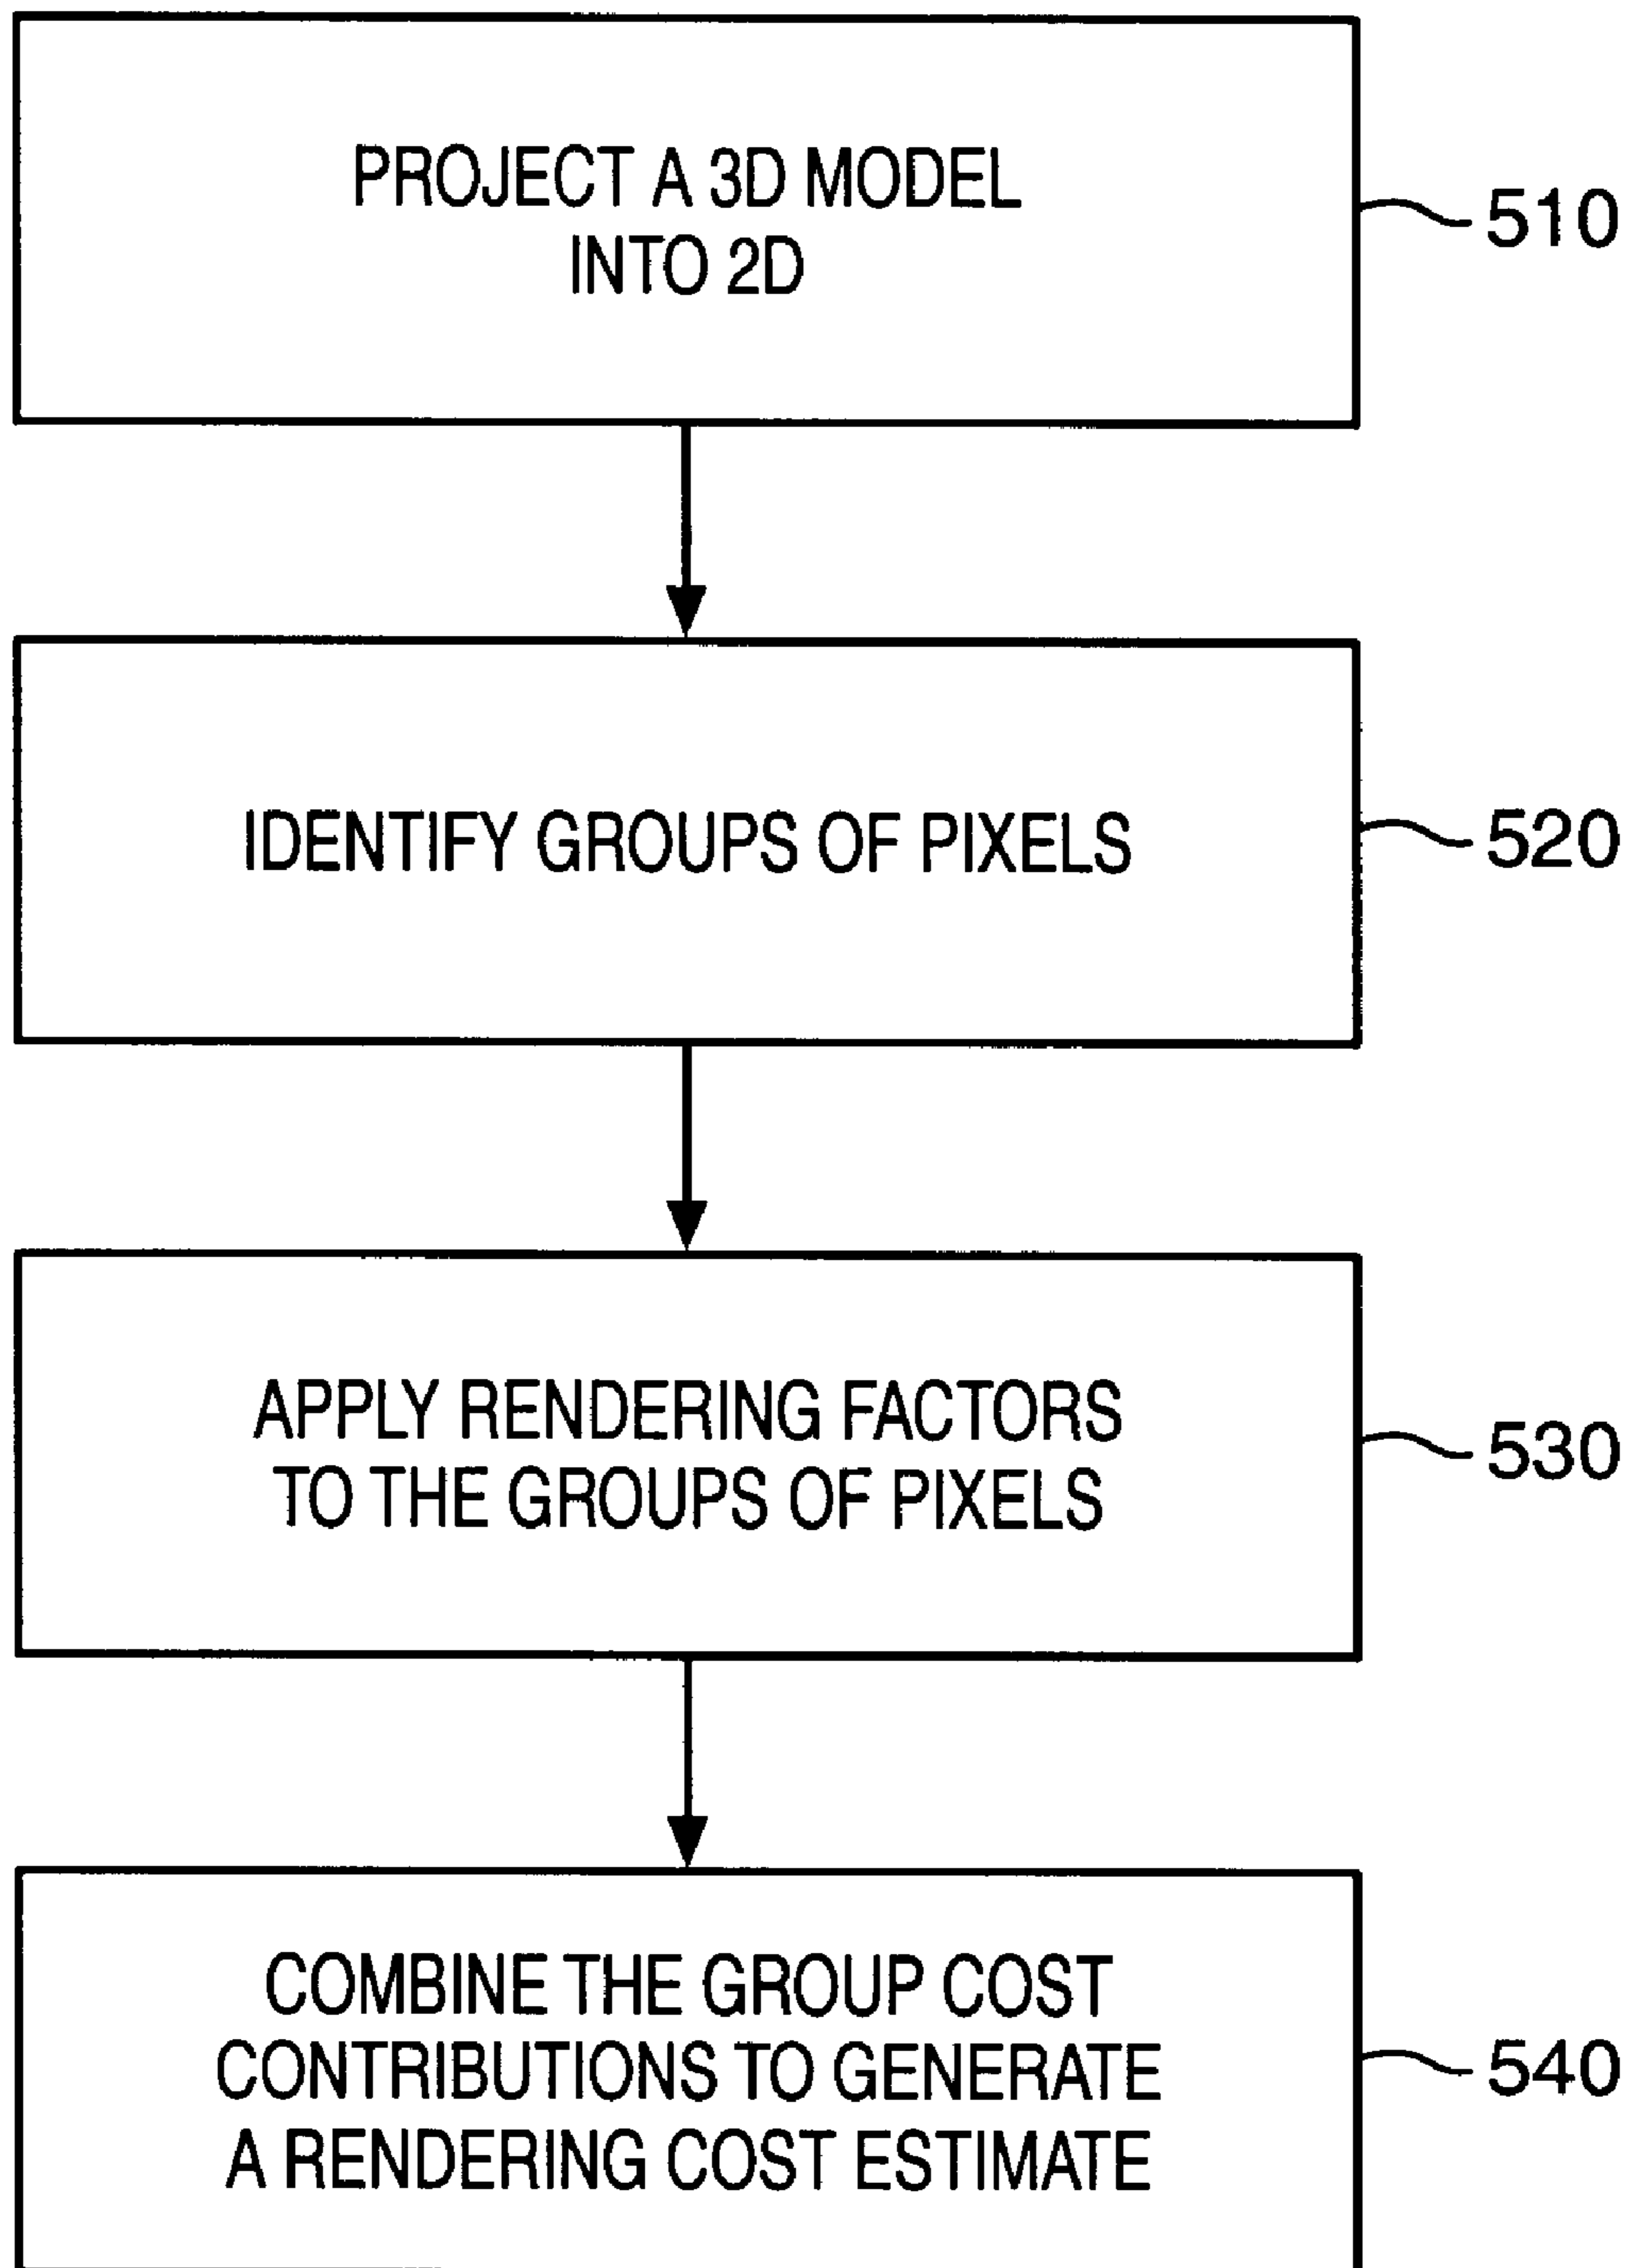 PROJECT A 3D MODEL
INTO 2D
510
IDENTIFY GROUPS OF PIXELS
520
APPLY RENDERING FACTORS
TO THE GROUPS OF PIXELS
530
COMBINE THE GROUP COST
CONTRIBUTIONS TO GENERATE
A RENDERING COST ESTIMATE
540